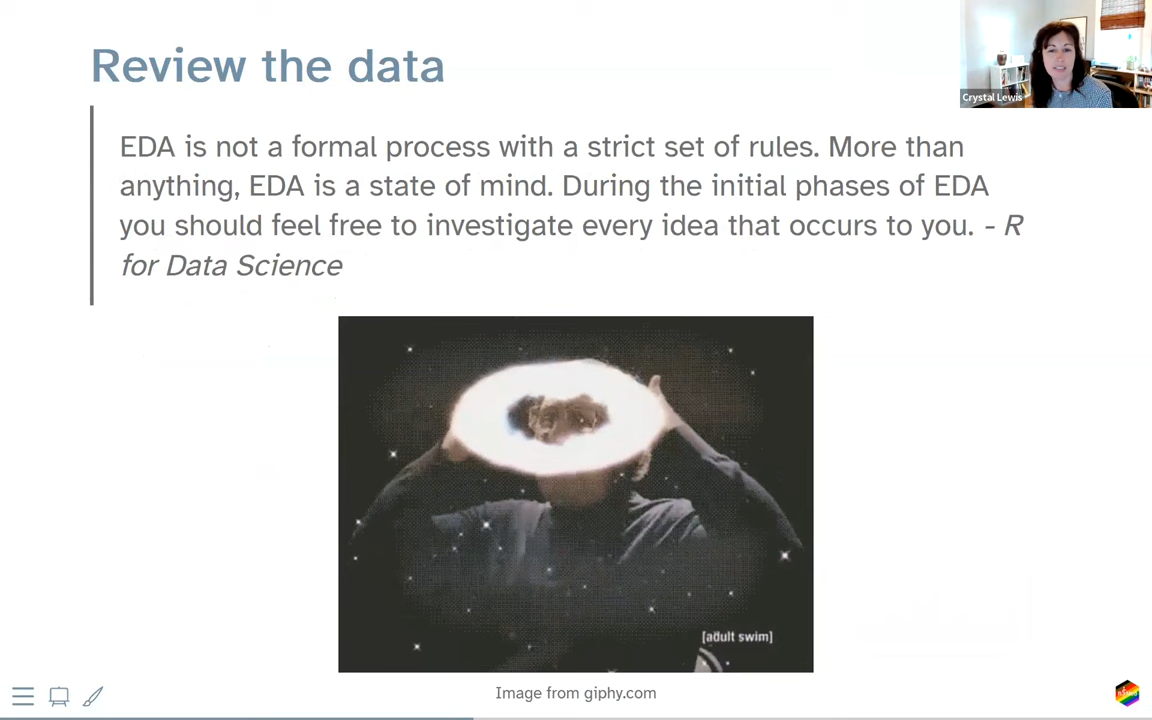 Review the data
Crystal Lewis
EDA is not a formal process with a strict set of rules. More than
anything, EDA is a state of mind. During the initial phases of EDA
you should feel free to investigate every idea that occurs to you. - R
for Data Science
[adult swim]
Image from giphy.com